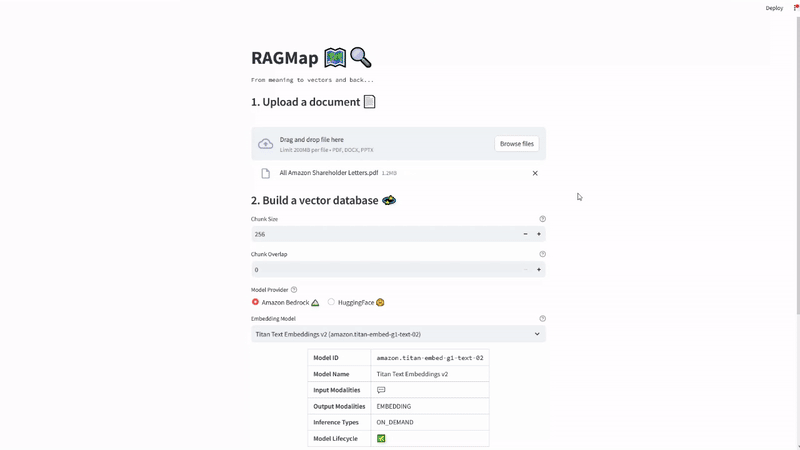 Deploy
RAGMap
From meaning to vectors and back...
1. Upload a document
Drag and drop file here
Limit 200MB per file • PDF, DOCX, PPTX
Browse files
All Amazon Shareholder Letters.pdf 1.2MB
2. Build a vector database
Chunk Size
256
Chunk Overlap
0
Model Provider
Amazon Bedrock
HuggingFace
Embedding Model
Titan Text Embeddings v2 (amazon.titan-embed-g1-text-02)
Model ID amazon.titan-embed-g1-text-02
Model Name Titan Text Embeddings v2
Input Modalities
Output Modalities EMBEDDING
Inference Types ON_DEMAND
Model Lifecycle